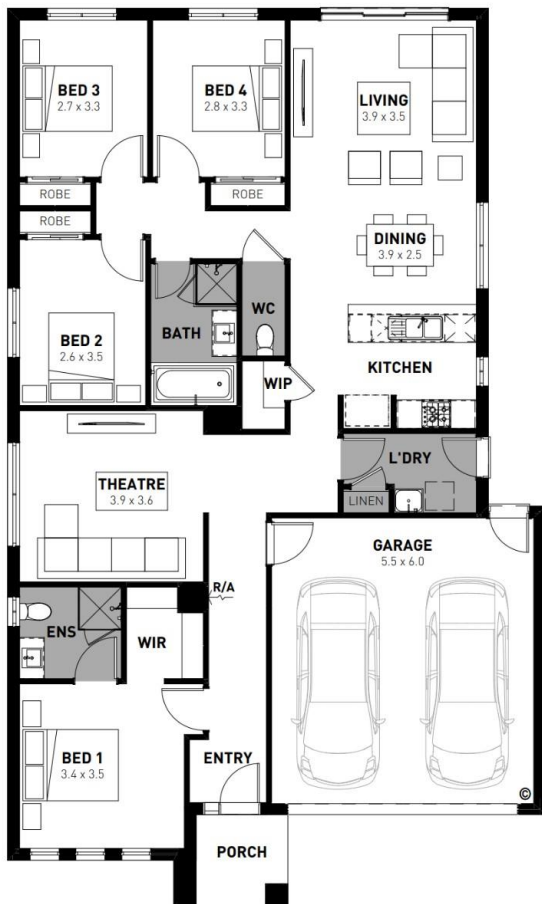 BED 3
2.7 x 3.3
BED 4
2.8 x 3.3
LIVING
3.9 x 3.5
ROBE
ROBE
ROBE
DINING
3.9 x 2.5
WC
BATH
BED 2
2.6 x 3.5
KITCHEN
WIP
L'DRY
THEATRE
3.9 x 3.6
LINEN
GARAGE
5.5 x 6.0
R/A
ENS
WIR
BED 1
3.4 x 3.5
ENTRY
©
PORCH